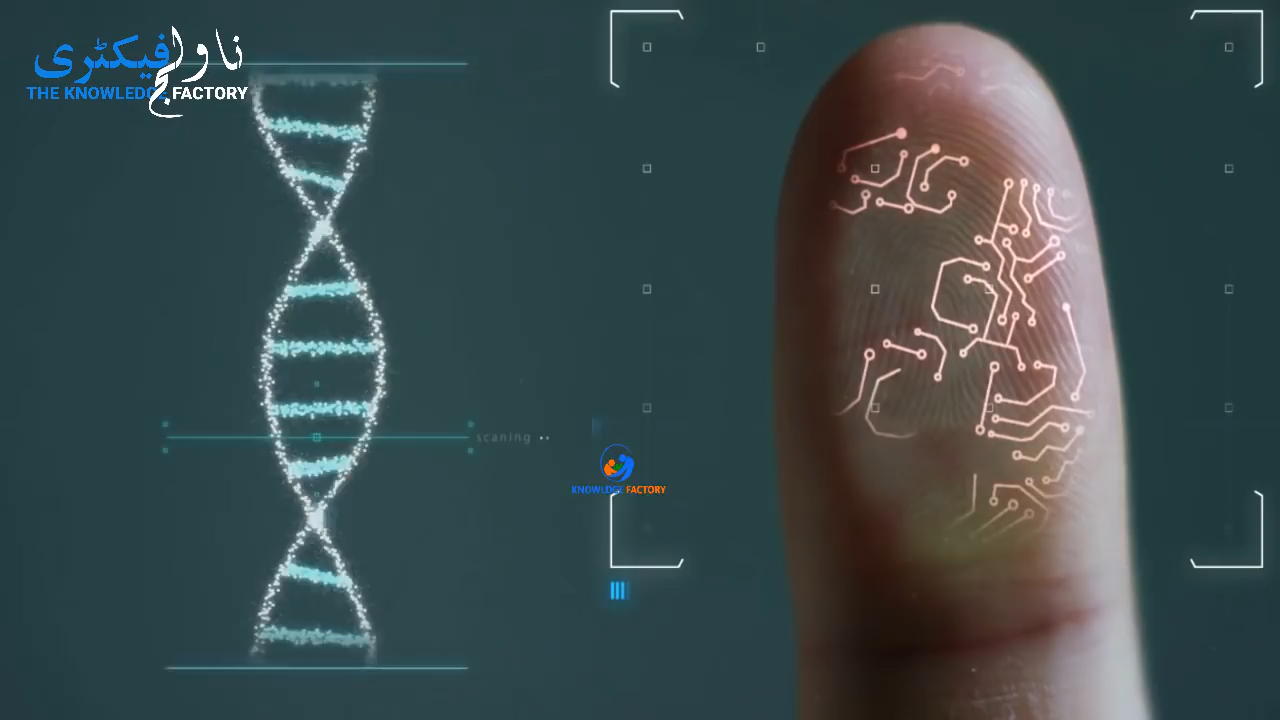 نالج فیکٹری
THE KNOWLEDGE FACTORY
scaning
KNOWLEDGE FACTORY